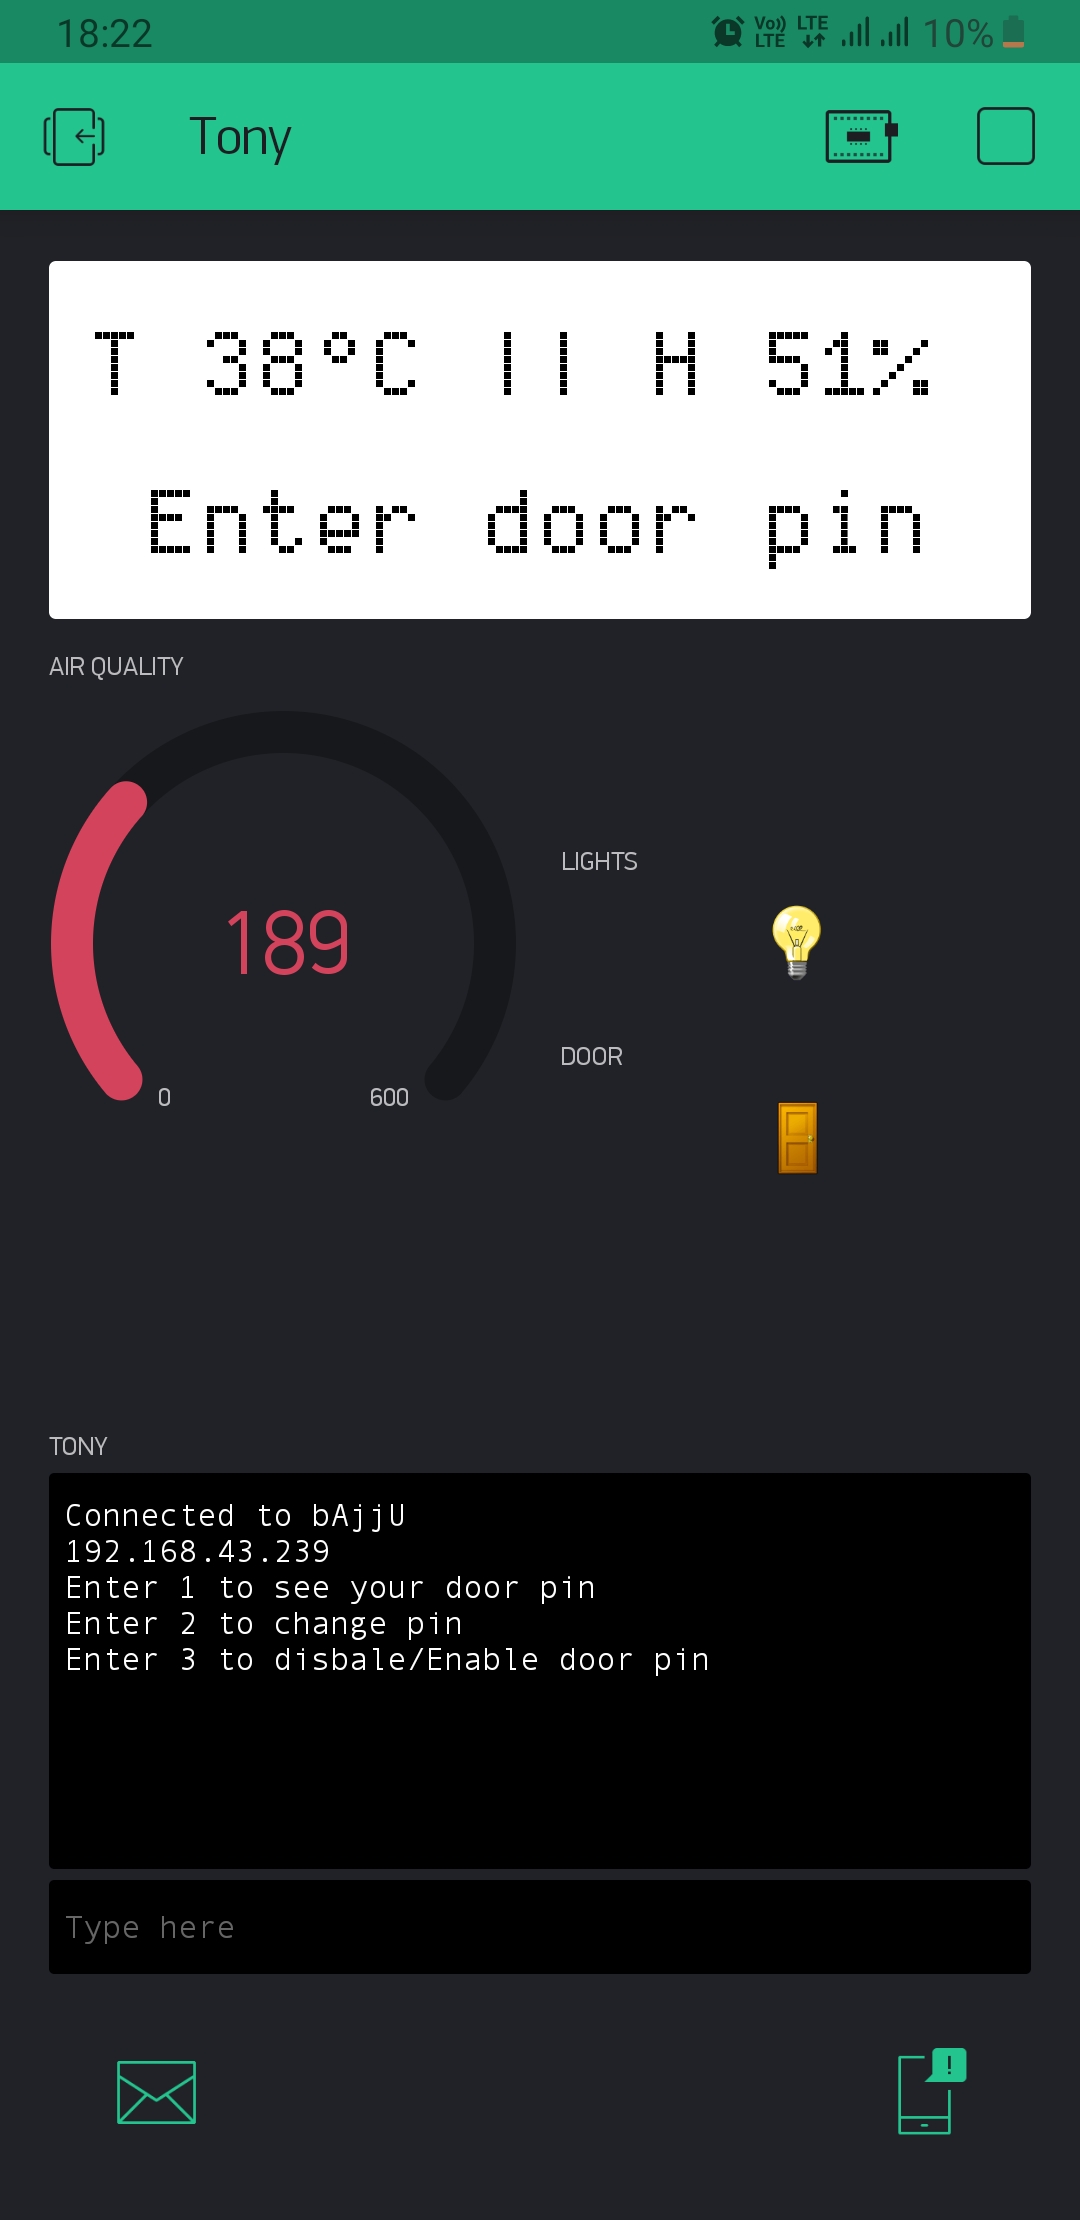 18:22
Vo)) LTE LTE 10%
Tony
T 38°C || H 51%
Enter door pin
AIR QUALITY
189
0 600
LIGHTS
DOOR
TONY
Connected to bAjjU
192.168.43.239
Enter 1 to see your door pin
Enter 2 to change pin
Enter 3 to disbale/Enable door pin
Type here